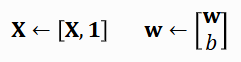 𝐗 ← [𝐗, 𝟏]   𝐰 ← [𝐰
b]